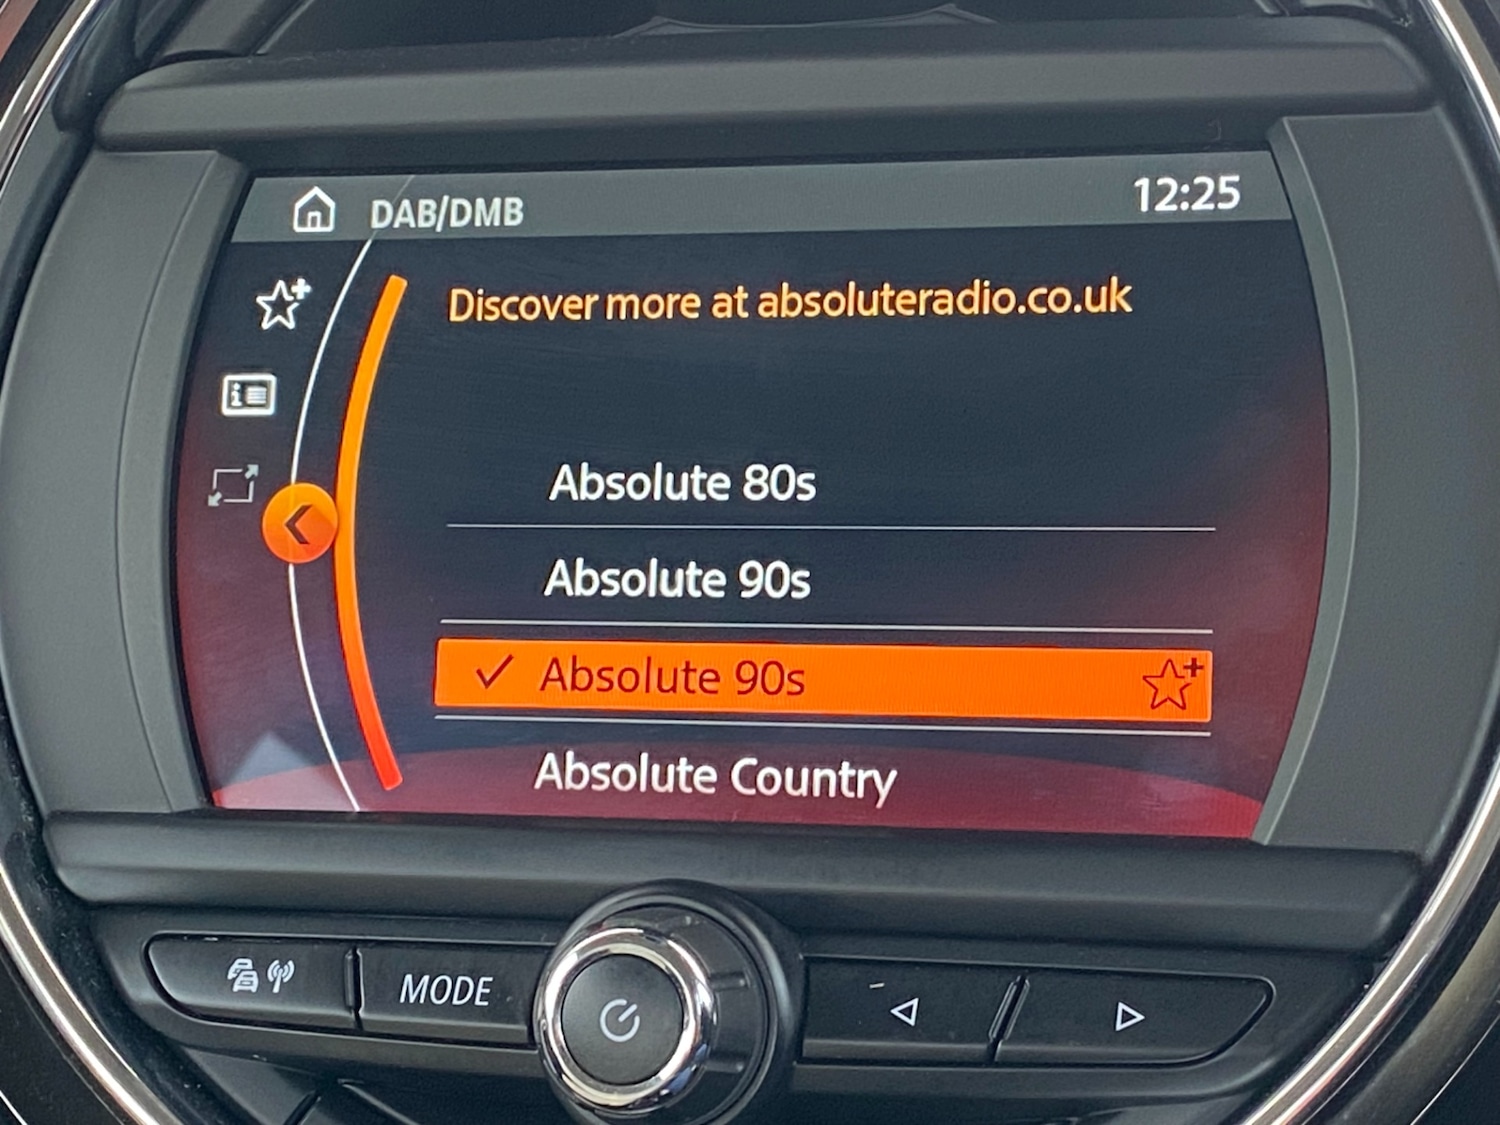 DAB/DMB
12:25
Discover more at absoluteradio.co.uk
Absolute 80s
Absolute 90s
Absolute 90s
Absolute Country
MODE